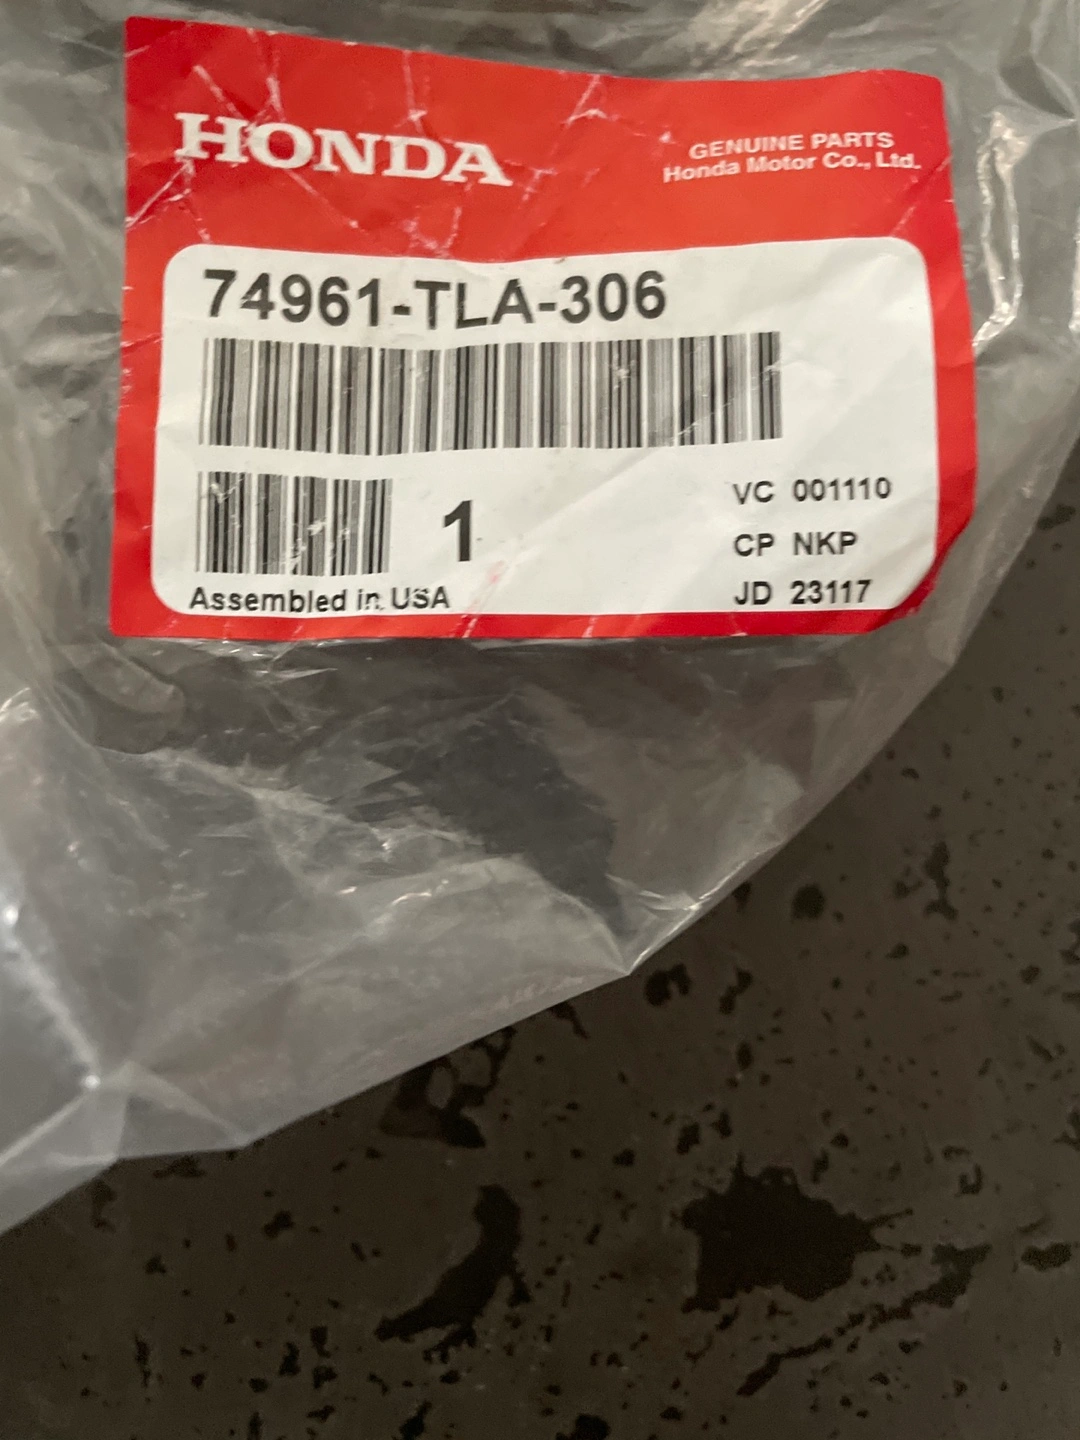 HONDA
GENUINE PARTS
Honda Motor Co., Ltd.
74961-TLA-306
1
VC 001110
CP NKP
JD 23117
Assembled in USA